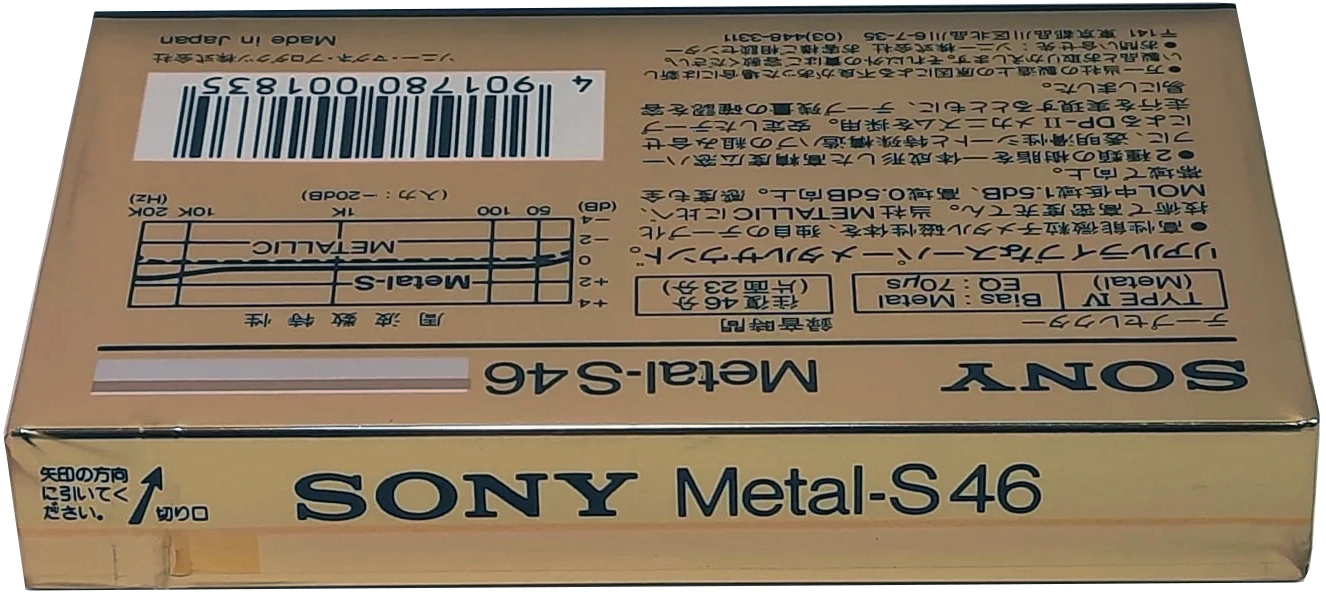 矢印の方向
に引いてく
ださい。
切り口
SONY Metal-S46
SONY Metal-S46
テープセレクター
TYPE IV
(Metal)
Bias : Metal
EQ : 70μs
録音時間
往復46分
(片面23分)
リアルライブなスーパーメタルサウンド。
●高性能微粒子メタル磁性体を、独自のテープ化
技術で高密度充てん。当社METALLICに比べ、
MOL中低域1.5dB、高域0.5dB向上。感度も全
帯域で向上。
●2種類の樹脂を一体成形した高精度広窓ハー
フに、透明滑性シートと特殊構造ハブの組み合せ
によるDP-IIメカニズムを採用。安定したテープ
走行を実現するとともに、テープ残量の確認を容
易にしました。
●万一当社の製造上の原因による不良があった場合には新し
い製品とお取りかえします。それ以外の責はご容赦ください
●お問い合せ先：ソニー株式会社 お客様ご相談センター
〒141 東京都品川区北品川6-7-35 (03)448-3311
周波数特性
+4
+2
0
−2
−4
(dB)
Metal-S
METALLIC
50 100 1K 10K 20K
(入力：−20dB)
(Hz)
4 901780 001835
ソニー・マグネ・プロダクツ株式会社
Made in Japan